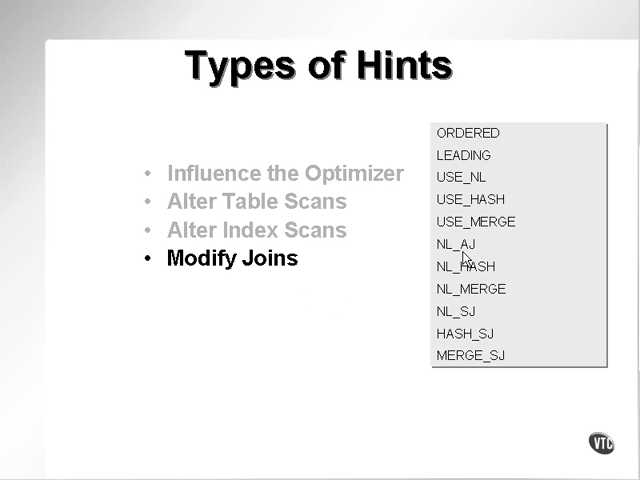 Types of Hints
• Influence the Optimizer
• Alter Table Scans
• Alter Index Scans
• Modify Joins
ORDERED
LEADING
USE_NL
USE_HASH
USE_MERGE
NL_AJ
NL_HASH
NL_MERGE
NL_SJ
HASH_SJ
MERGE_SJ
VTC